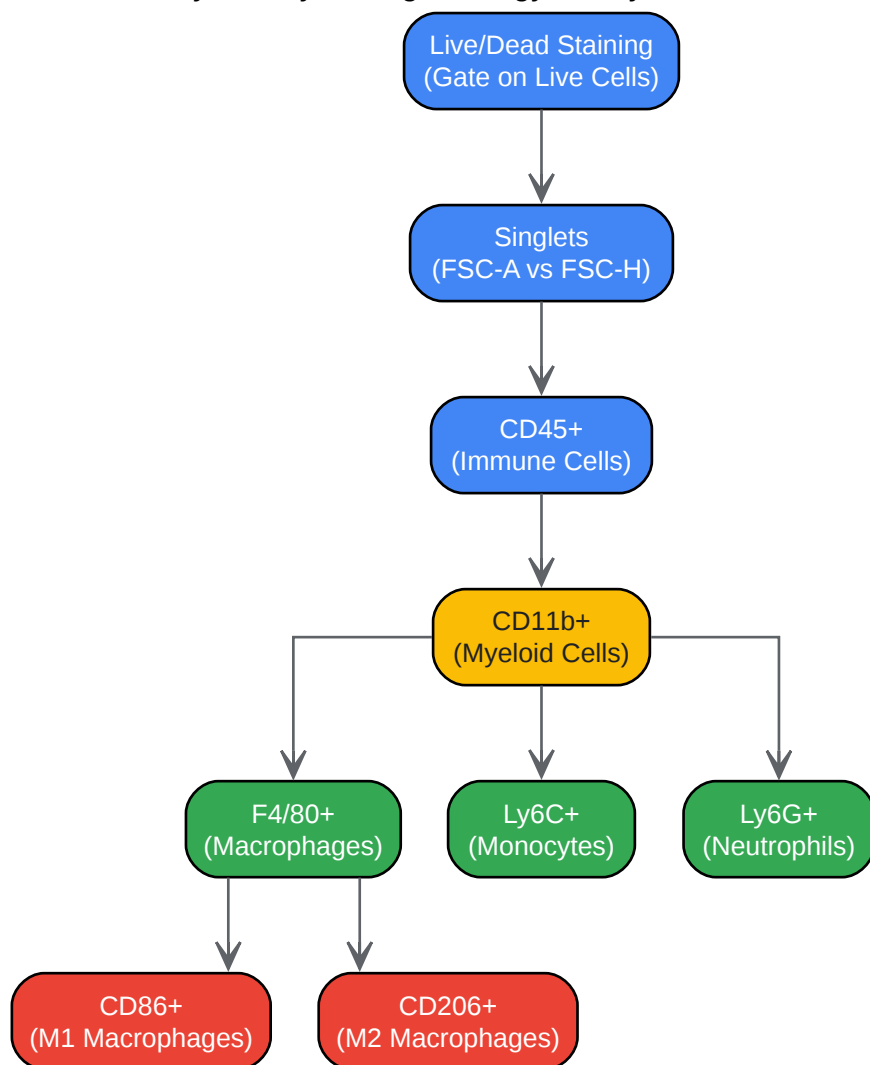 Live/Dead Staining
(Gate on Live Cells)
Singlets
(FSC-A vs FSC-H)
CD45+
(Immune Cells)
CD11b+
(Myeloid Cells)
F4/80+
(Macrophages)
Ly6C+
(Monocytes)
Ly6G+
(Neutrophils)
CD86+
(M1 Macrophages)
CD206+
(M2 Macrophages)